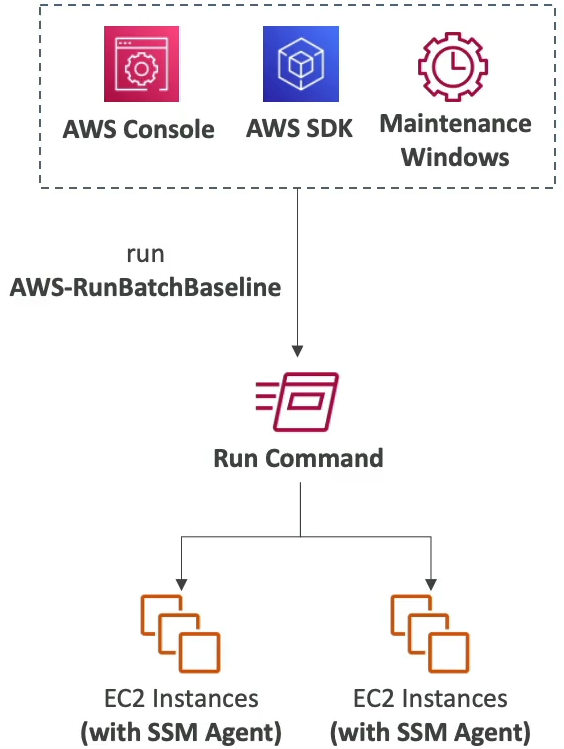 AWS Console
AWS SDK
Maintenance
Windows
run
AWS-RunBatchBaseline
Run Command
EC2 Instances
(with SSM Agent)
EC2 Instances
(with SSM Agent)